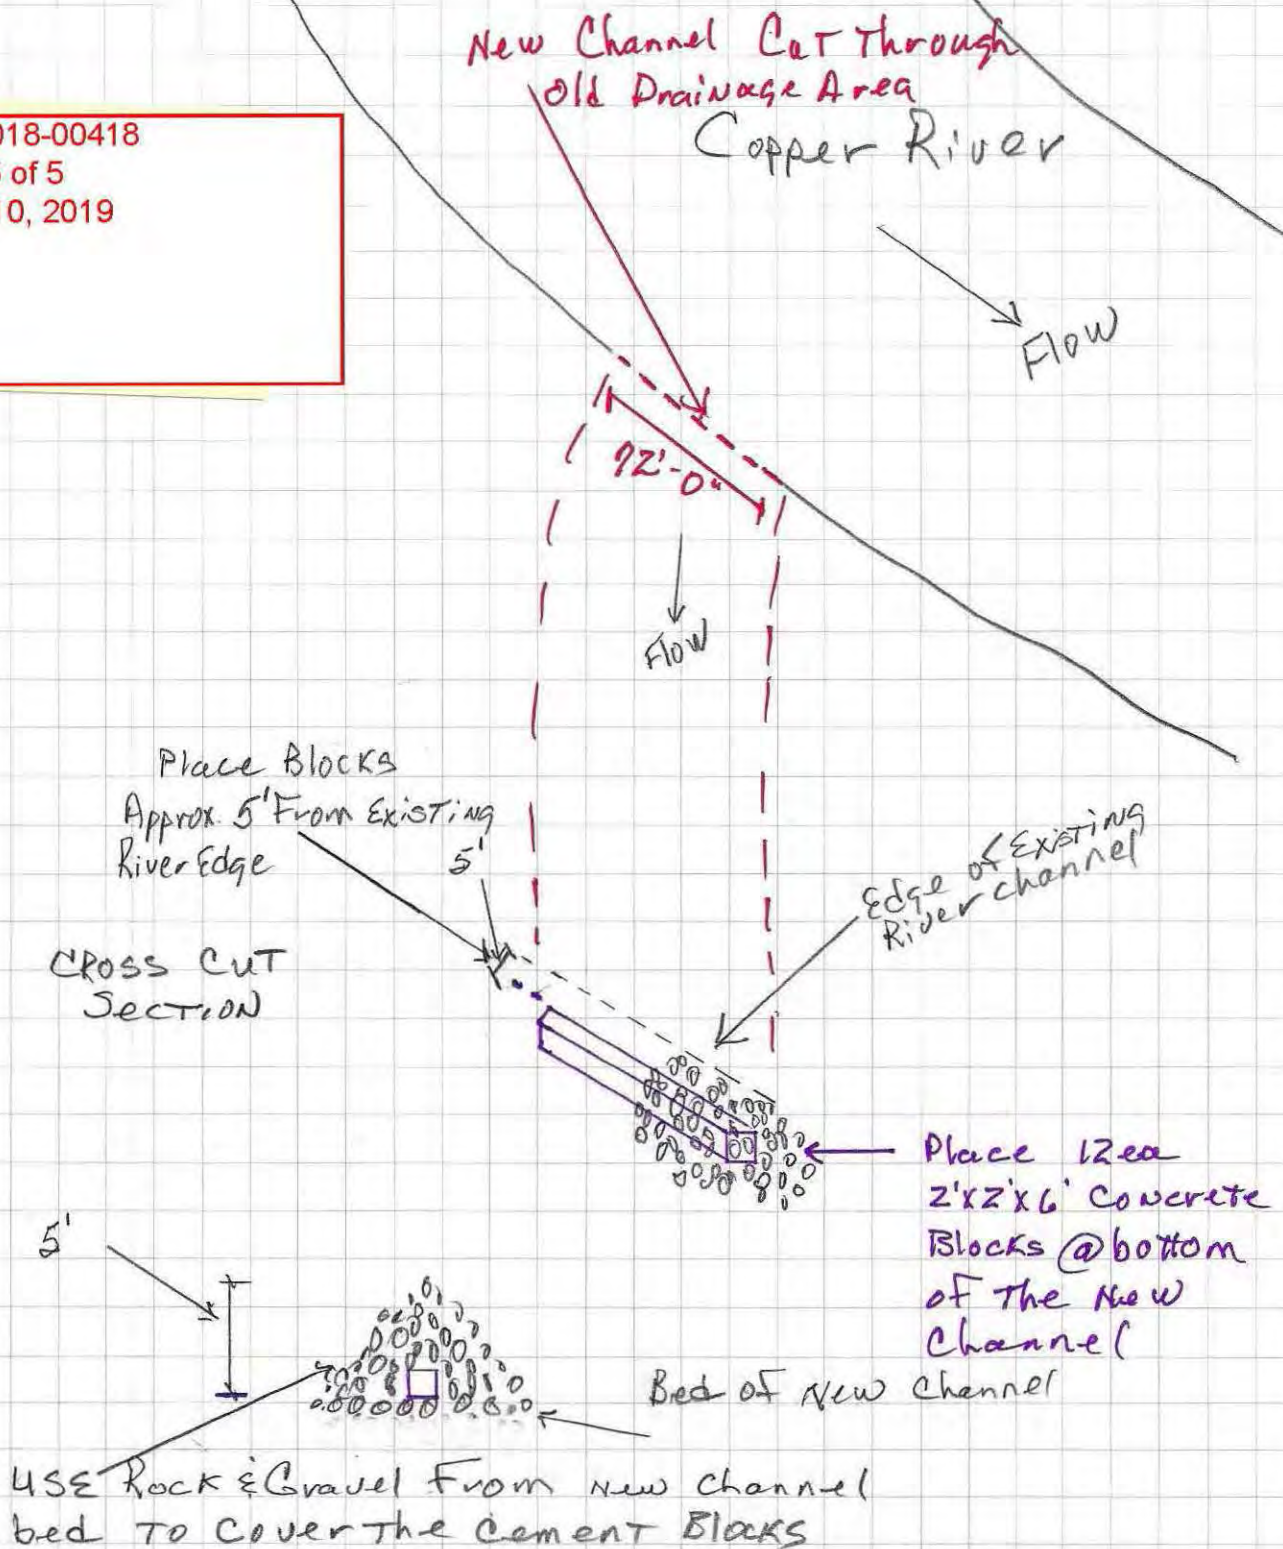 New Channel Cut Through
Old Drainage Area
Copper River
018-00418
of 5
0, 2019
Flow
72'-0"
Flow
Place Blocks
Approx. 5' From Existing
River Edge
5'
Edge of Existing
River channel
CROSS CUT
SECTION
Place 12ea
2'x2'x6' Concrete
Blocks @ bottom
of The New
Channel
5'
Bed of New Channel
USE Rock & Gravel From New Channel
bed TO Cover The Cement Blocks